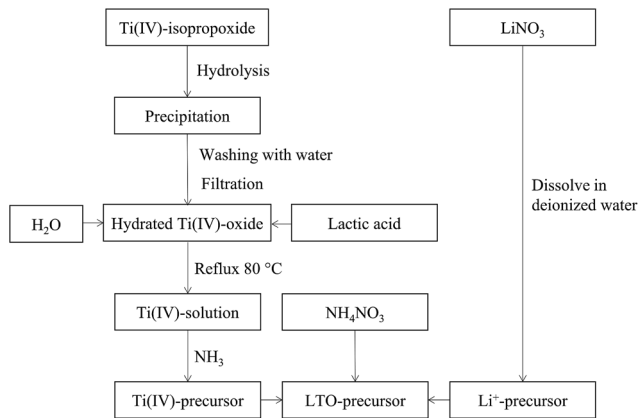 Ti(IV)-isopropoxide
LiNO₃
Hydrolysis
Precipitation
Washing with water
Filtration
Dissolve in
deionized water
H₂O
Hydrated Ti(IV)-oxide
Lactic acid
Reflux 80 °C
Ti(IV)-solution
NH₄NO₃
NH₃
Ti(IV)-precursor
LTO-precursor
Li⁺-precursor